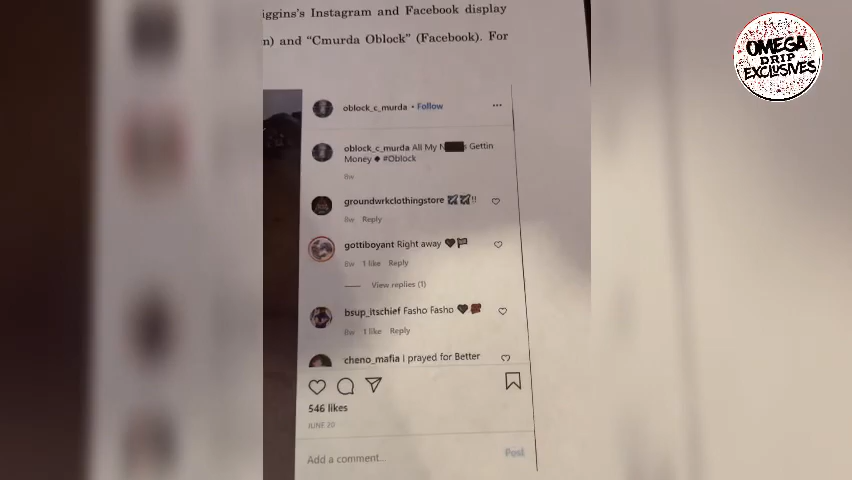 iggins's Instagram and Facebook display
n) and “Cmurda Oblock” (Facebook). For
oblock_c_murda • Follow
oblock_c_murda All My Gettin
Money ♠ #Oblock
8w
groundwrkclothingstore !!
8w Reply
gottiboyant Right away
8w 1 like Reply
View replies (1)
bsup_itschief Fasho Fasho
8w 1 like Reply
cheno_mafia I prayed for Better
546 likes
JUNE 20
Add a comment...
Post
OMEGA
DRIP
EXCLUSIVES